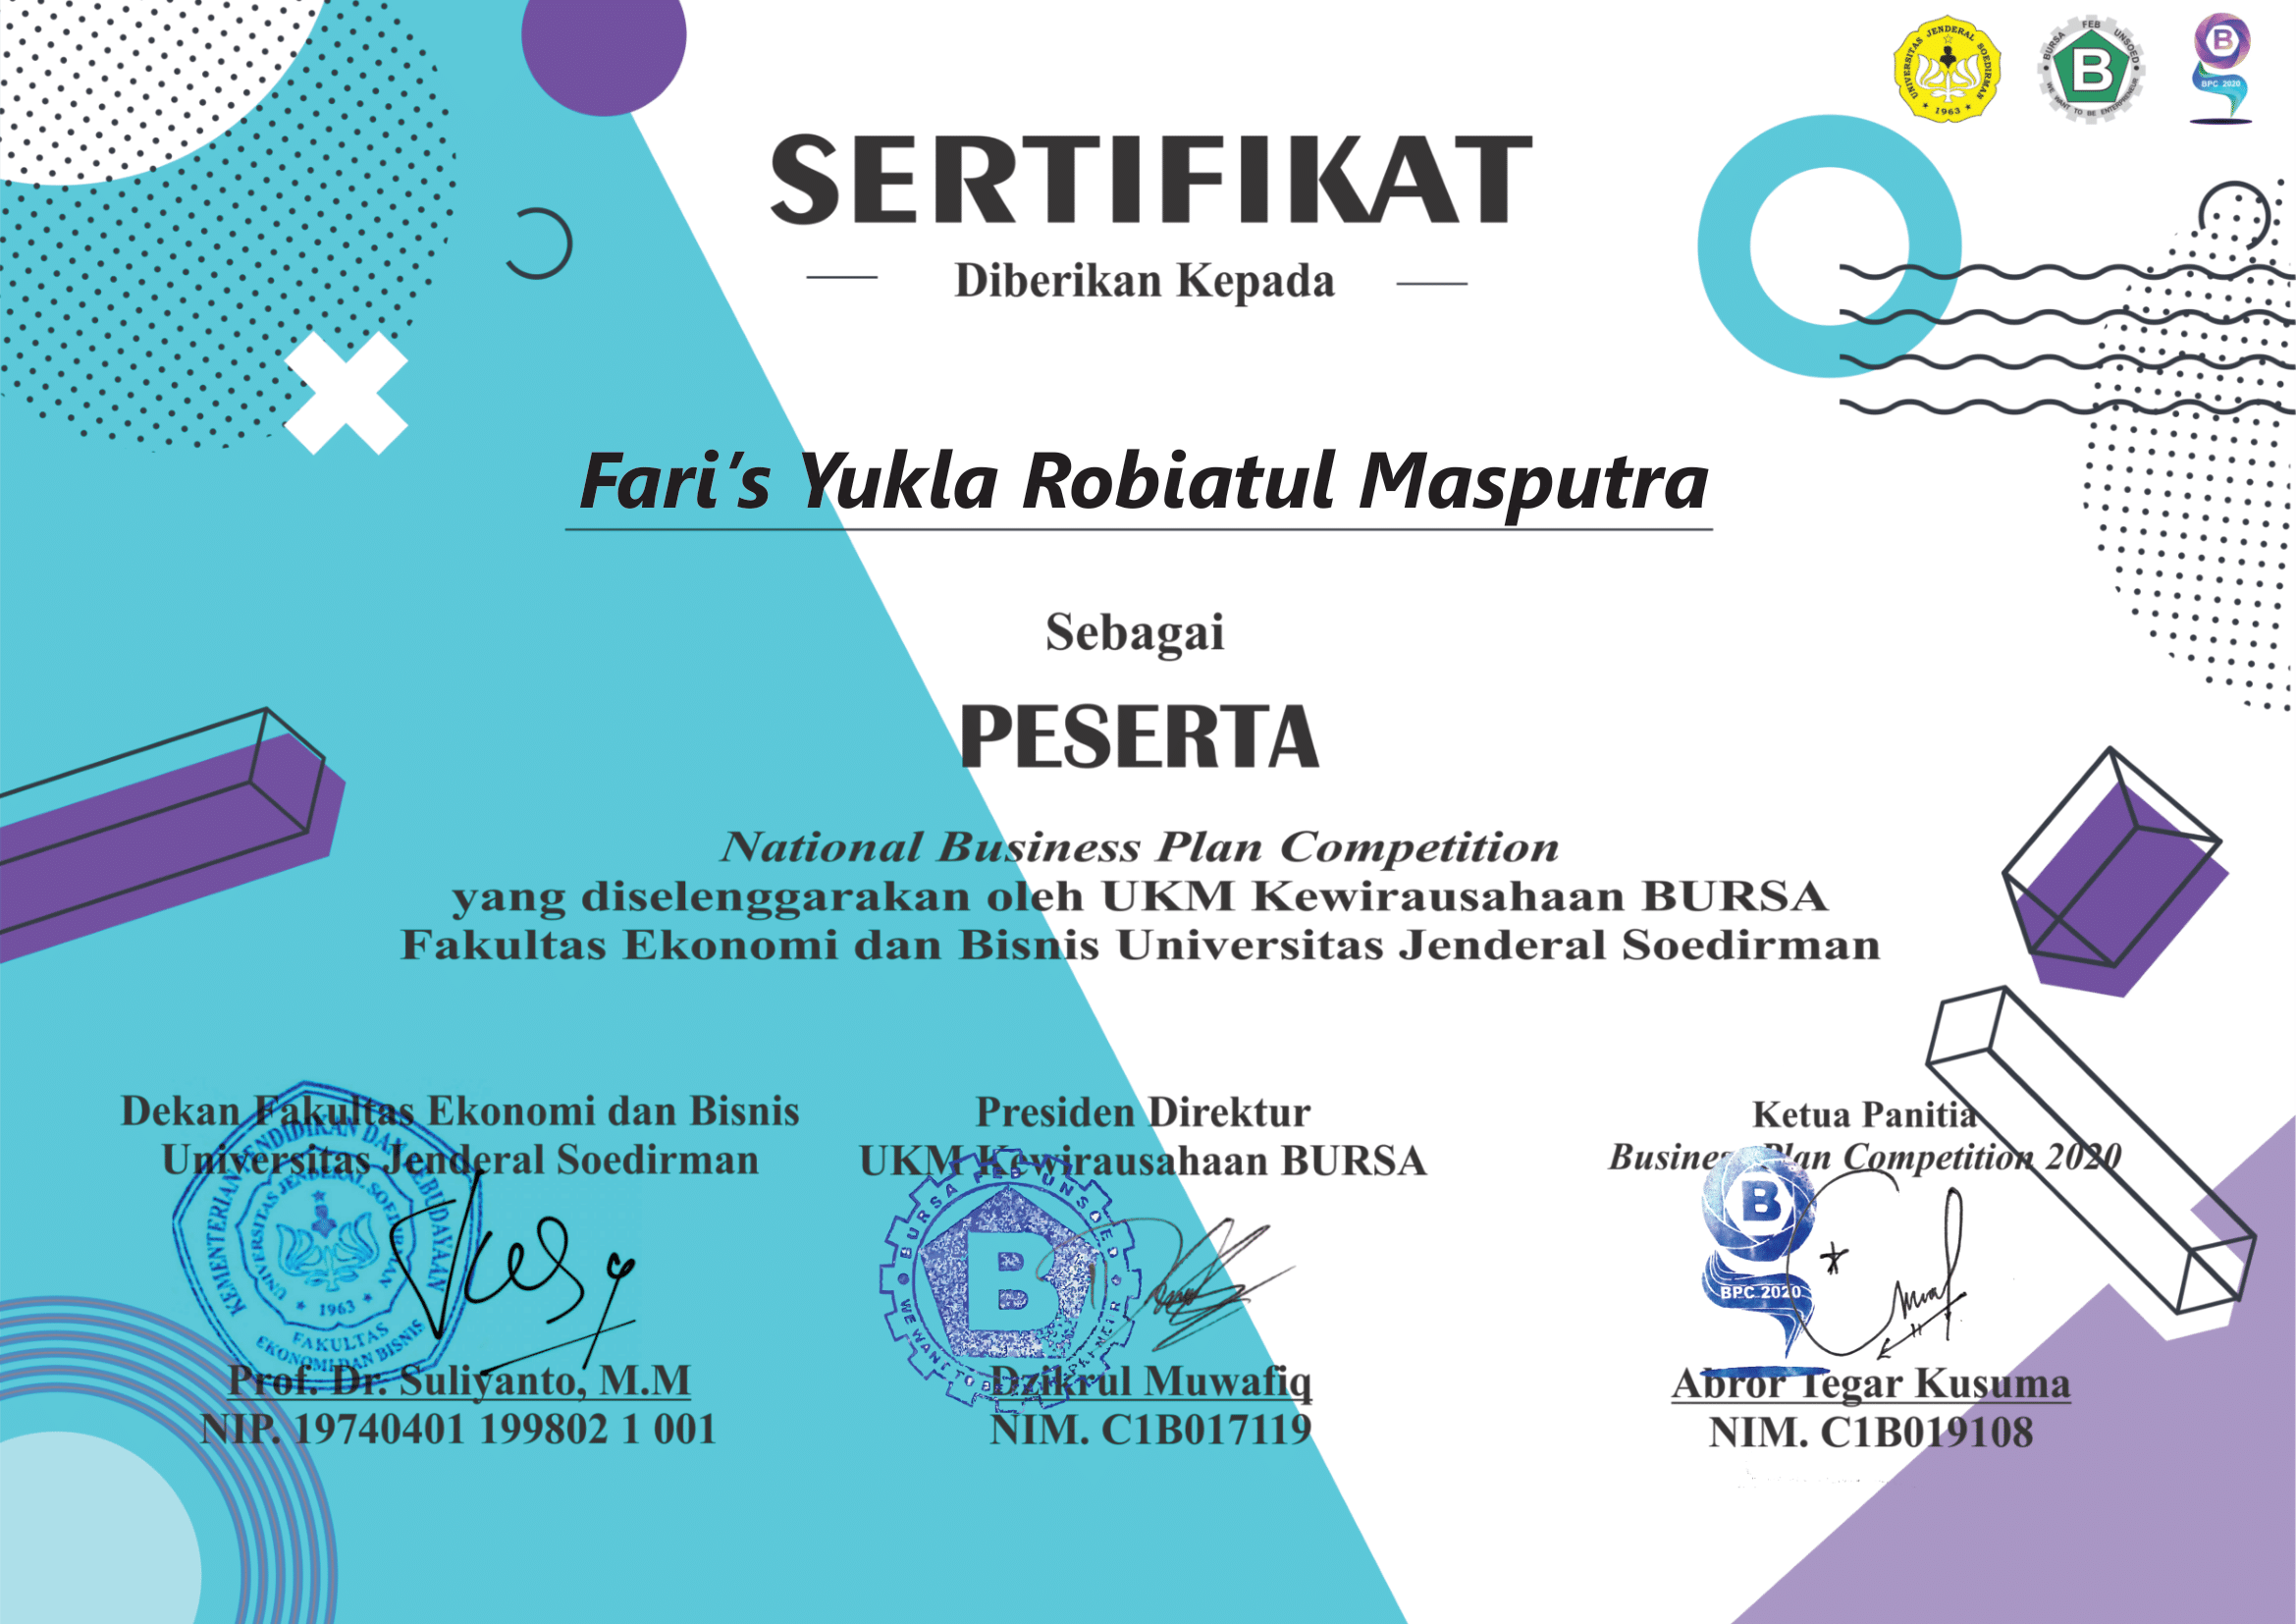 UNIVERSITAS JENDERAL SOEDIRMAN
1963
BURSA FEB UNSOED
B
WE WANT TO BE ENTERPRENEUR
B
BPC 2020
SERTIFIKAT
Diberikan Kepada
Fari's Yukla Robiatul Masputra
Sebagai
PESERTA
National Business Plan Competition
yang diselenggarakan oleh UKM Kewirausahaan BURSA
Fakultas Ekonomi dan Bisnis Universitas Jenderal Soedirman
Dekan Fakultas Ekonomi dan Bisnis
Universitas Jenderal Soedirman
KEMENTERIAN PENDIDIKAN DAN KEBUDAYAAN
UNIVERSITAS JENDERAL SOEDIRMAN
1963
FAKULTAS
EKONOMI DAN BISNIS
Prof. Dr. Suliyanto, M.M
NIP. 19740401 199802 1 001
Presiden Direktur
UKM Kewirausahaan BURSA
BURSA FEB UNSOED
B
WE WANT TO BE
Dzikrul Muwafiq
NIM. C1B017119
Ketua Panitia
Business Plan Competition 2020
B
BPC 2020
Abror Tegar Kusuma
NIM. C1B019108